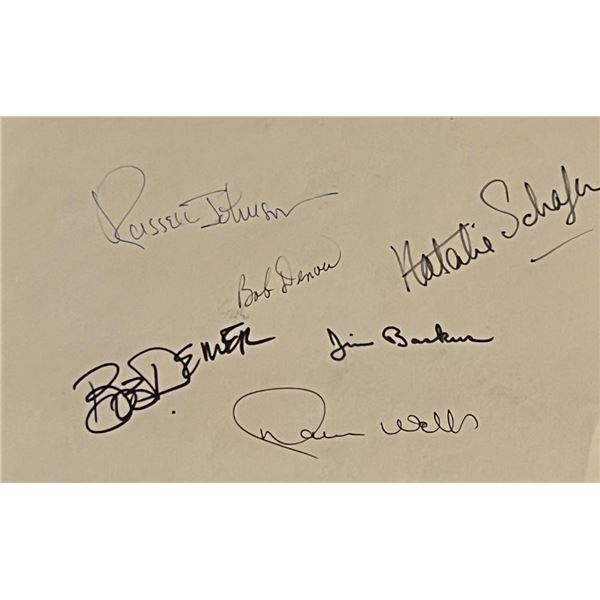 Russell Johnson
Natalie Schafer
Bob Denver
Bob Denver
Jim Backus
Dawn Wells